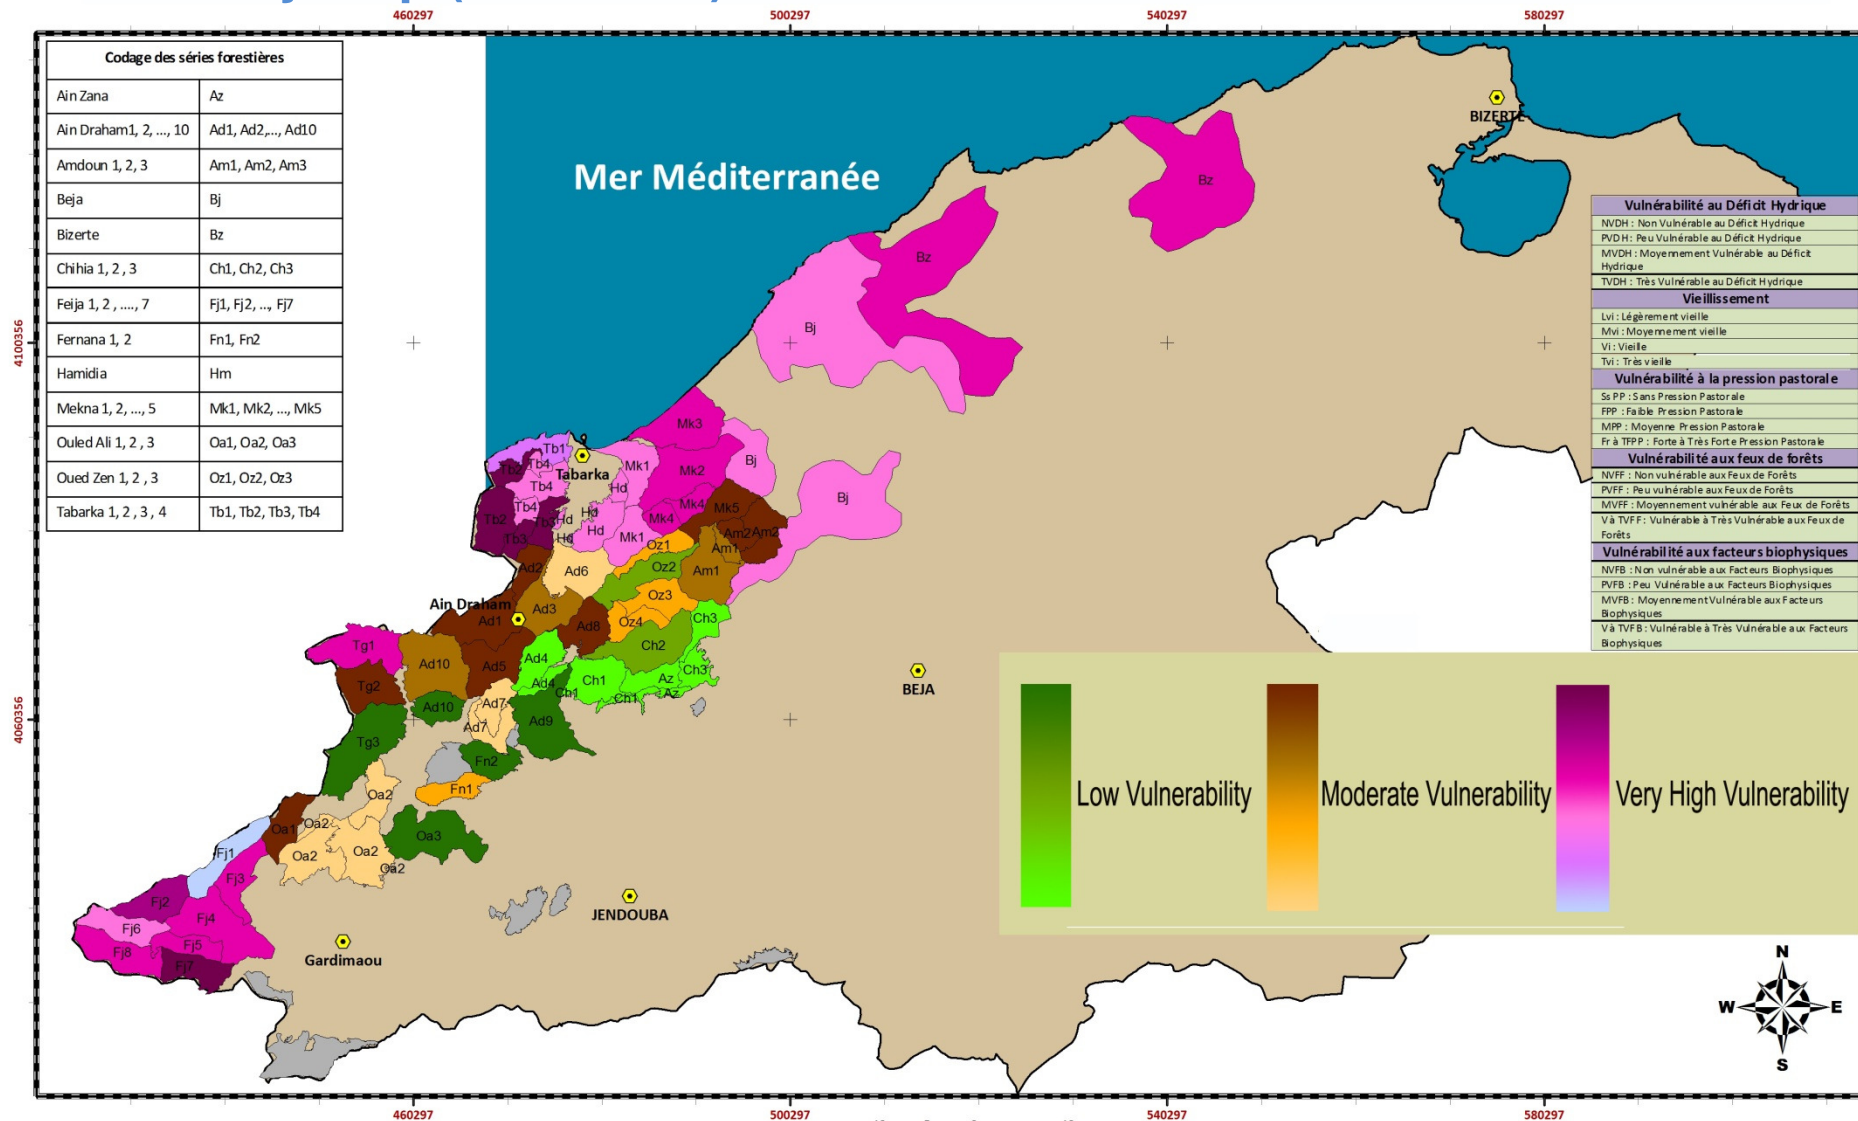 460297 500297 540297 580297
Codage des séries forestières
Ain Zana Az
Ain Draham1, 2, ..., 10 Ad1, Ad2,..., Ad10
Amdoun 1, 2, 3 Am1, Am2, Am3
Beja Bj
Bizerte Bz
Chihia 1, 2 , 3 Ch1, Ch2, Ch3
Feija 1, 2 , ...., 7 Fj1, Fj2, ..., Fj7
Fernana 1, 2 Fn1, Fn2
Hamidia Hm
Mekna 1, 2, ..., 5 Mk1, Mk2, ..., Mk5
Ouled Ali 1, 2 , 3 Oa1, Oa2, Oa3
Oued Zen 1, 2 , 3 Oz1, Oz2, Oz3
Tabarka 1, 2 , 3, 4 Tb1, Tb2, Tb3, Tb4
Mer Méditerranée
BIZERTE
Bz
Bz
Bj
4100356
Vulnérabilité au Déficit Hydrique
NVDH : Non Vulnérable au Déficit Hydrique
PVDH : Peu Vulnérable au Déficit Hydrique
MVDH : Moyennement Vulnérable au Déficit
Hydrique
TVDH : Très Vulnérable au Déficit Hydrique
Vieillissement
Lvi : Légèrement vieille
Mvi : Moyennement vieille
Vi : Vieille
Tvi : Très vieille
Vulnérabilité à la pression pastorale
Ss PP : Sans Pression Pastorale
FPP : Faible Pression Pastorale
MPP : Moyenne Pression Pastorale
Fr à TFPP : Forte à Très Forte Pression Pastorale
Vulnérabilité aux feux de forêts
NVFF : Non vulnérable aux Feux de Forêts
PVFF : Peu vulnérable aux Feux de Forêts
MVFF : Moyennement vulnérable aux Feux de Forêts
V à TVFF : Vulnérable à Très Vulnérable aux Feux de
Forêts
Vulnérabilité aux facteurs biophysiques
NVFB : Non vulnérable aux Facteurs Biophysiques
PVFB : Peu Vulnérable aux Facteurs Biophysiques
MVFB : Moyennement Vulnérable aux Facteurs
Biophysiques
V à TVFB : Vulnérable à Très Vulnérable aux Facteurs
Biophysiques
Mk3
Tb1
Tb2 Tb4 Mk1 Mk2 Bj
Tabarka
Tb4 Hd Bj
Tb4 Mk4 Mk5
Tb2 Tb3 Hd Hd Mk4
Tb3 Hd Hd Mk1 Am2 Am3
Oz1 Am1
Ad2 Ad6 Oz2 Am1
Ain Draham Ad3 Oz3
Ad1 Ad8 Oz4 Ch3
Tg1 Ad4 Ch2
Ad10 Ad5 Ch3
Tg2 Ad4 Ch1 Az BEJA
Ch1 Ch1 Az
Ad10 Ad7
Ad7 Ad9
Tg3
4060356
Fn2
Fn1
Oa2
Oa1 Oa2 Oa3
Fj1 Oa2 Oa2
Oa2
Fj3
Fj2
Fj4
Fj6
Fj5
Fj8
Fj7
JENDOUBA
Gardimaou
Low Vulnerability Moderate Vulnerability Very High Vulnerability
N
W E
S
460297 500297 540297 580297